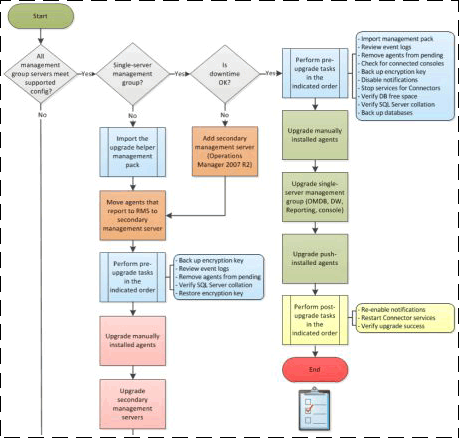 Start
All
management
group servers meet
supported
config?
Yes
Single-server
management
group?
Yes
Is
downtime
OK?
Yes
No
No
No
Perform pre-
upgrade tasks
in the
indicated order
- Import management pack
- Review event logs
- Remove agents from pending
- Check for connected consoles
- Back up encryption key
- Disable notifications
- Stop services for Connectors
- Verify DB free space
- Verify SQL Server collation
- Back up databases
Import the
upgrade helper
management
pack
Add secondary
management server
(Operations
Manager 2007 R2)
Upgrade manually
installed agents
Move agents that
report to RMS to
secondary
management server
Upgrade single-
server management
group (OMDB, DW,
Reporting, console)
Perform pre-
upgrade tasks
in the
indicated order
- Back up encryption key
- Review event logs
- Remove agents from pending
- Verify SQL Server collation
- Restore encryption key
Upgrade push-
installed agents
Upgrade manually
installed agents
Perform post-
upgrade tasks
in the
indicated order
- Re-enable notifications
- Restart Connector services
- Verify upgrade success
Upgrade
secondary
management
servers
End